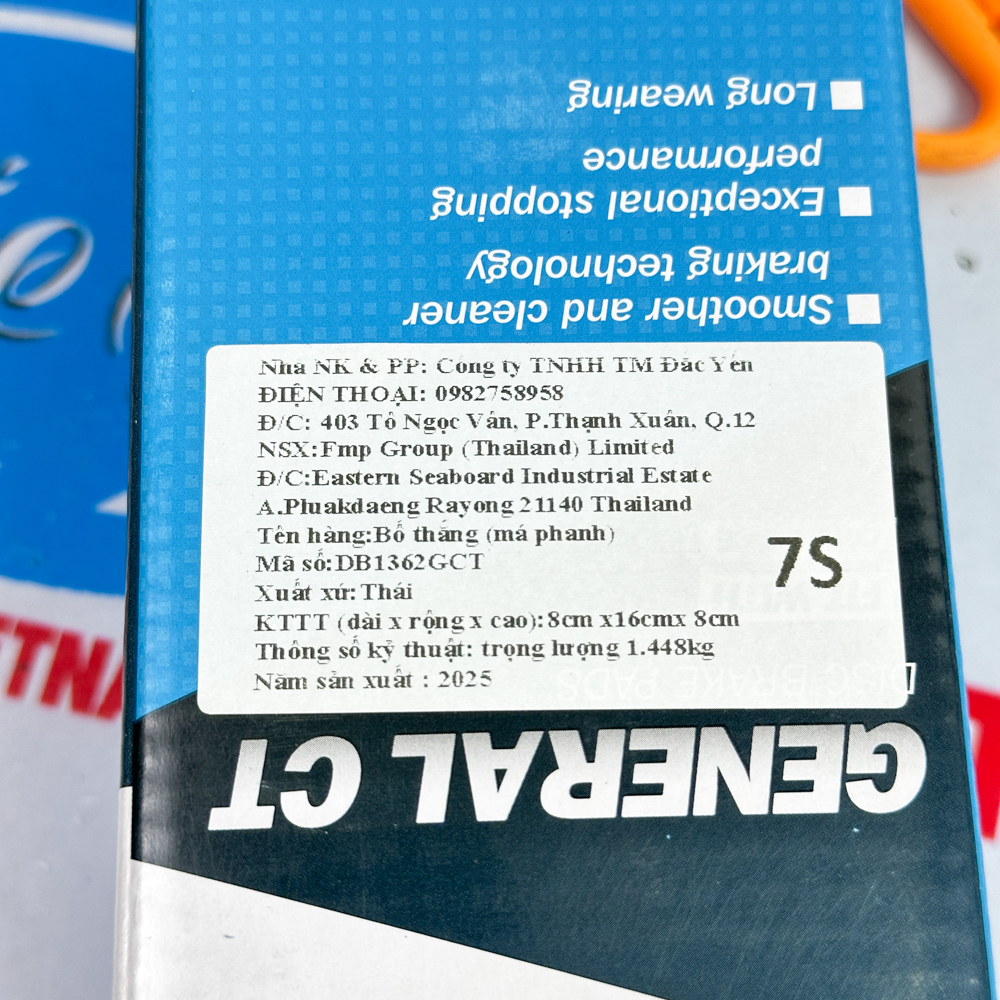 Long wearing
Exceptional stopping
performance
Smoother and cleaner
braking technology
Nhà NK & PP: Công ty TNHH TM Đắc Yến
ĐIỆN THOẠI: 0982758958
Đ/C: 403 Tô Ngọc Vân, P.Thạnh Xuân, Q.12
NSX:Fmp Group (Thailand) Limited
Đ/C:Eastern Seaboard Industrial Estate
A.Pluakdaeng Rayong 21140 Thailand
Tên hàng:Bố thắng (má phanh)
Mã số:DB1362GCT
7S
Xuất xứ: Thái
KTTT (dài x rộng x cao):8cm x16cmx 8cm
Thông số kỹ thuật: trọng lượng 1.448kg
Năm sản xuất : 2025
DISC BRAKE PADS
GENERAL CT